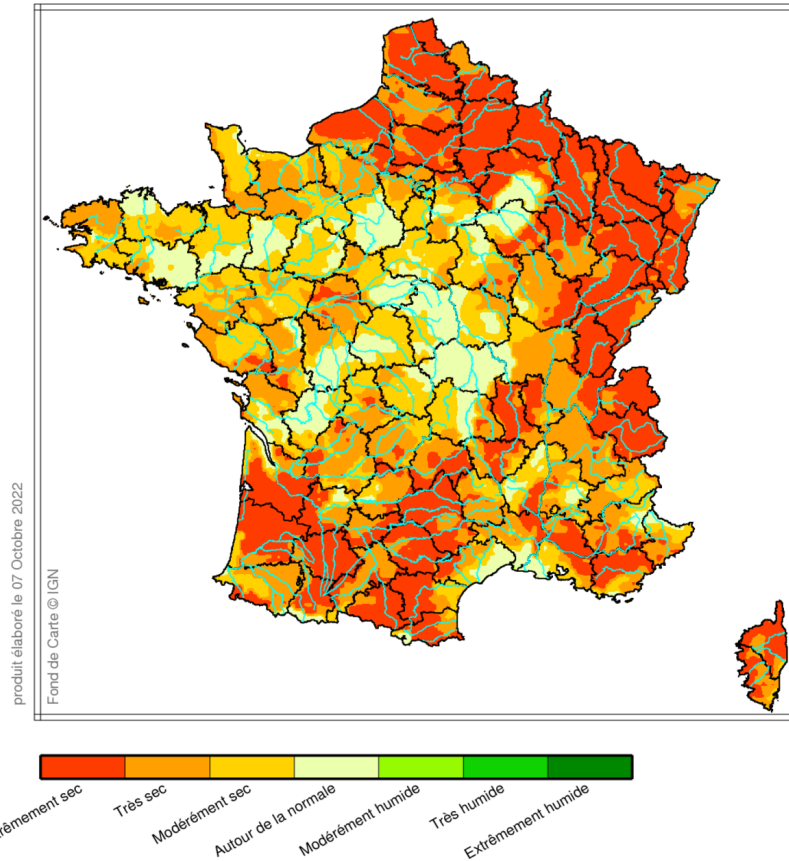 produit élaboré le 07 Octobre 2022
Fond de Carte © IGN
trêmement sec
Très sec
Modérément sec
Autour de la normale
Modérément humide
Très humide
Extrêmement humide